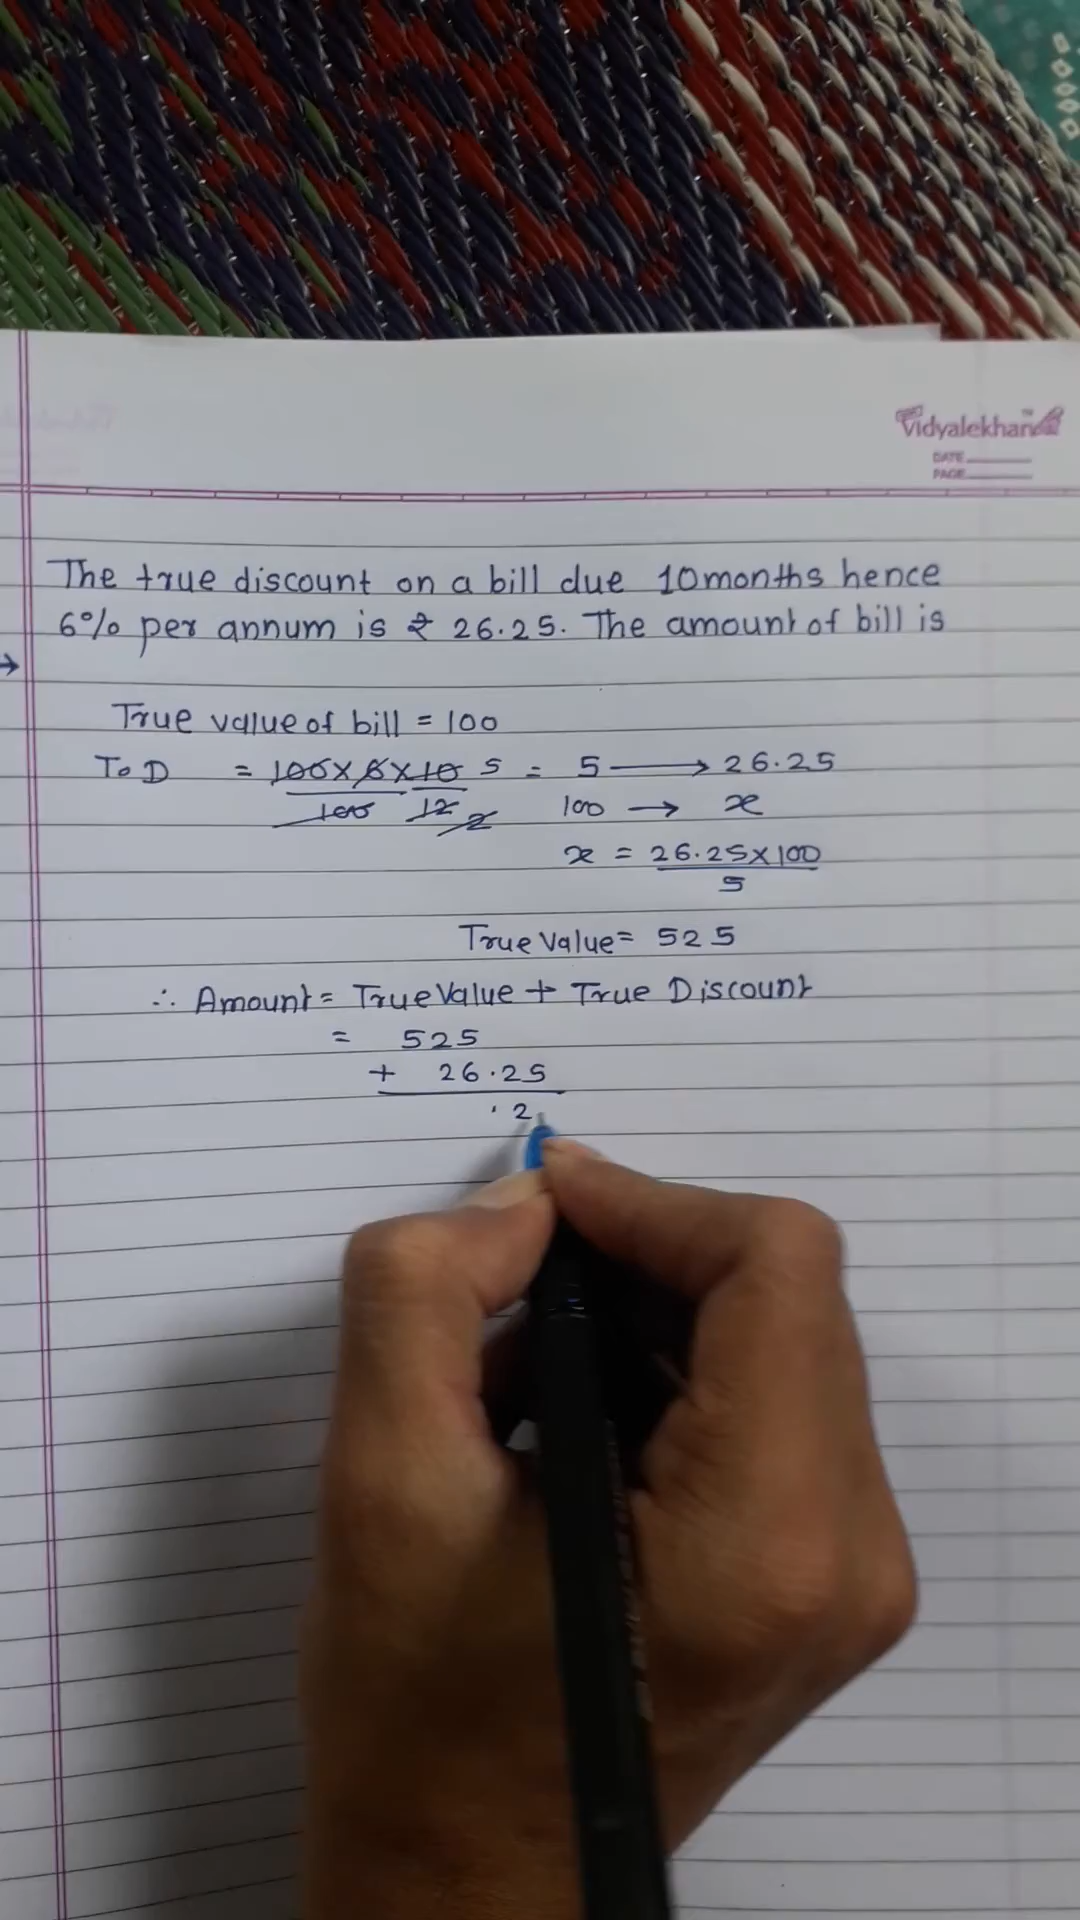 Vidyalekhan
DATE
PAGE
The true discount on a bill due 10months hence
6% per annum is ₹ 26.25. The amount of bill is
→
True value of bill = 100
T.D = 100×6×10 5 = 5 → 26.25
100 12 2 100 → x
x = 26.25×100
5
True Value = 525
∴ Amount = True Value + True Discount
= 525
+ 26.25
.2